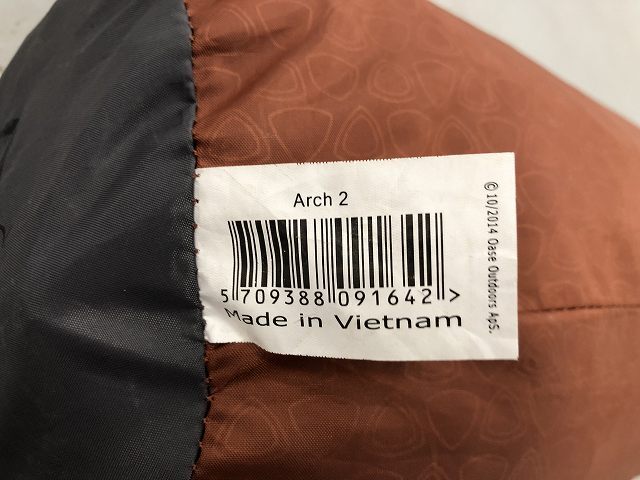 Arch 2
5 709388 091642 >
Made in Vietnam
© 10/2014 Oase Outdoors ApS.